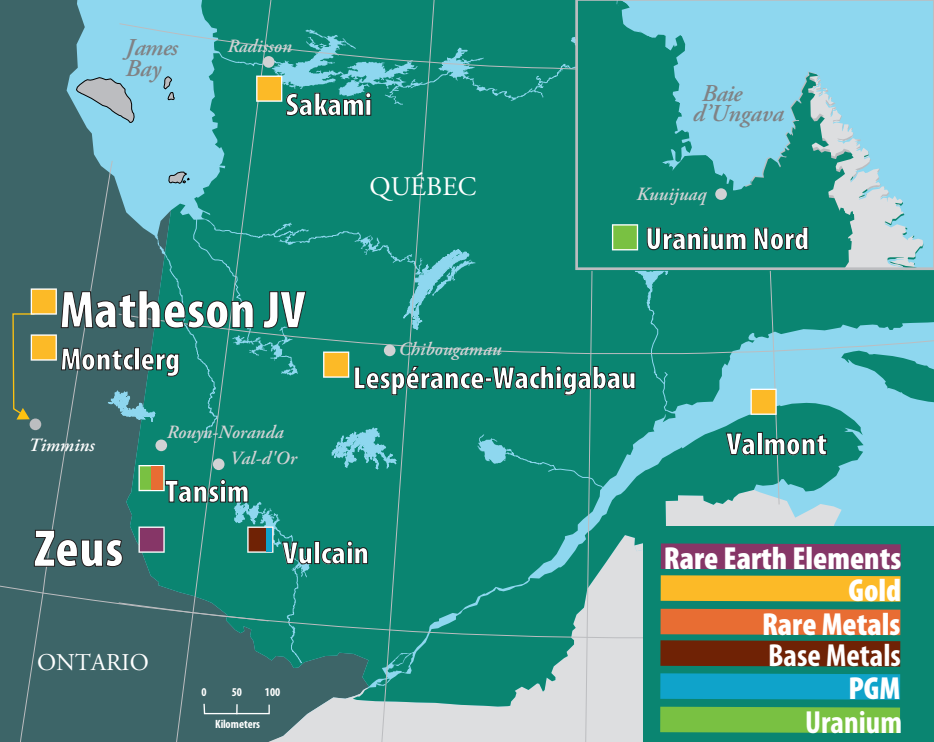 James
Bay
Radisson
Sakami
QUÉBEC
Baie
d'Ungava
Kuuijuaq
Uranium Nord
Matheson JV
Montclerg
Chibougamau
Lespérance-Wachigabau
Timmins
Rouyn-Noranda
Val-d'Or
Valmont
Tansim
Zeus
Vulcain
ONTARIO
0 50 100
Kilometers
Rare Earth Elements
Gold
Rare Metals
Base Metals
PGM
Uranium